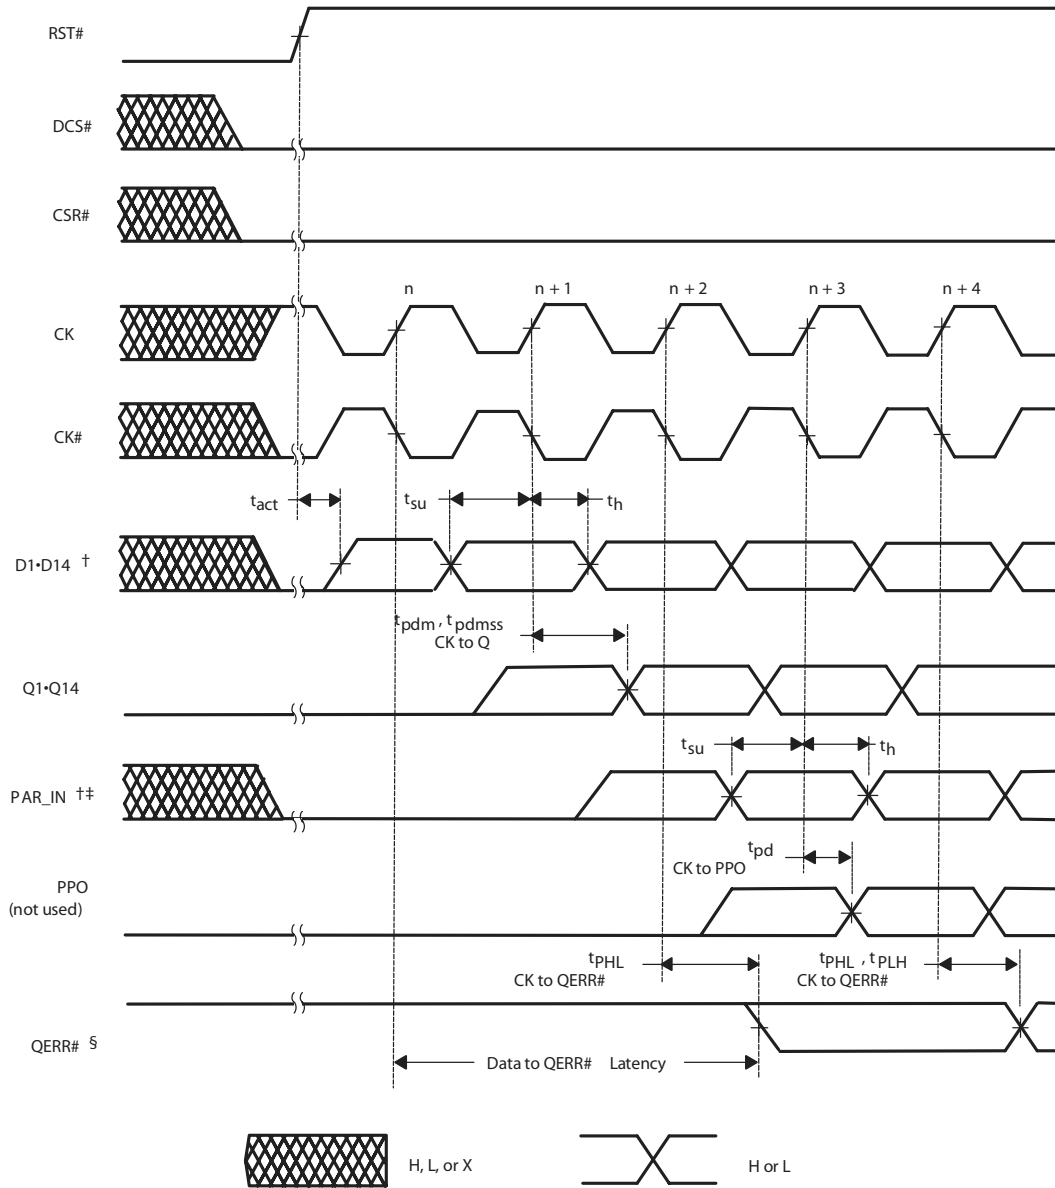 RST#
DCS#
CSR#
n n + 1 n + 2 n + 3 n + 4
CK
CK#
tact tsu th
D1•D14 †
tpdm , tpdmss
CK to Q
Q1•Q14
tsu th
PAR_IN †‡
tpd
CK to PPO
PPO
(not used)
tPHL tPHL , tPLH
CK to QERR# CK to QERR#
QERR# §
Data to QERR# Latency
H, L, or X H or L